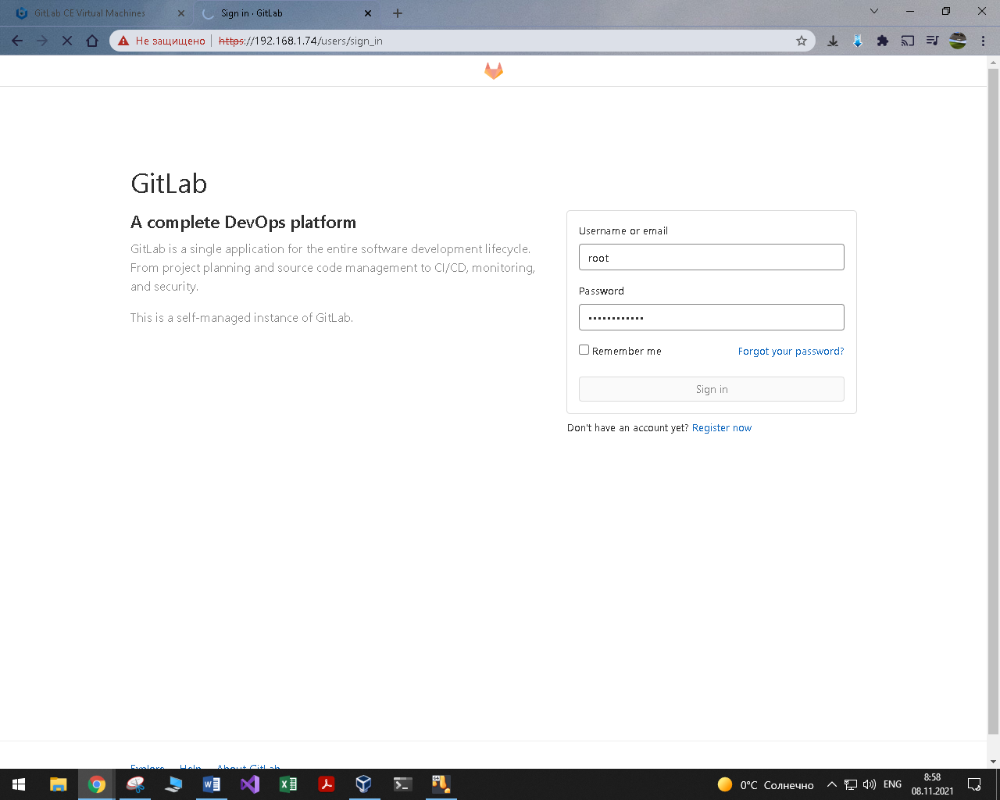 GitLab CE Virtual Machines
Sign in · GitLab
Не защищено https://192.168.1.74/users/sign_in
GitLab
A complete DevOps platform
GitLab is a single application for the entire software development lifecycle.
From project planning and source code management to CI/CD, monitoring,
and security.
This is a self-managed instance of GitLab.
Username or email
root
Password
••••••••••••
Remember me
Forgot your password?
Sign in
Don't have an account yet? Register now
Explore Help About GitLab
0°C Солнечно
ENG
8:58
08.11.2021